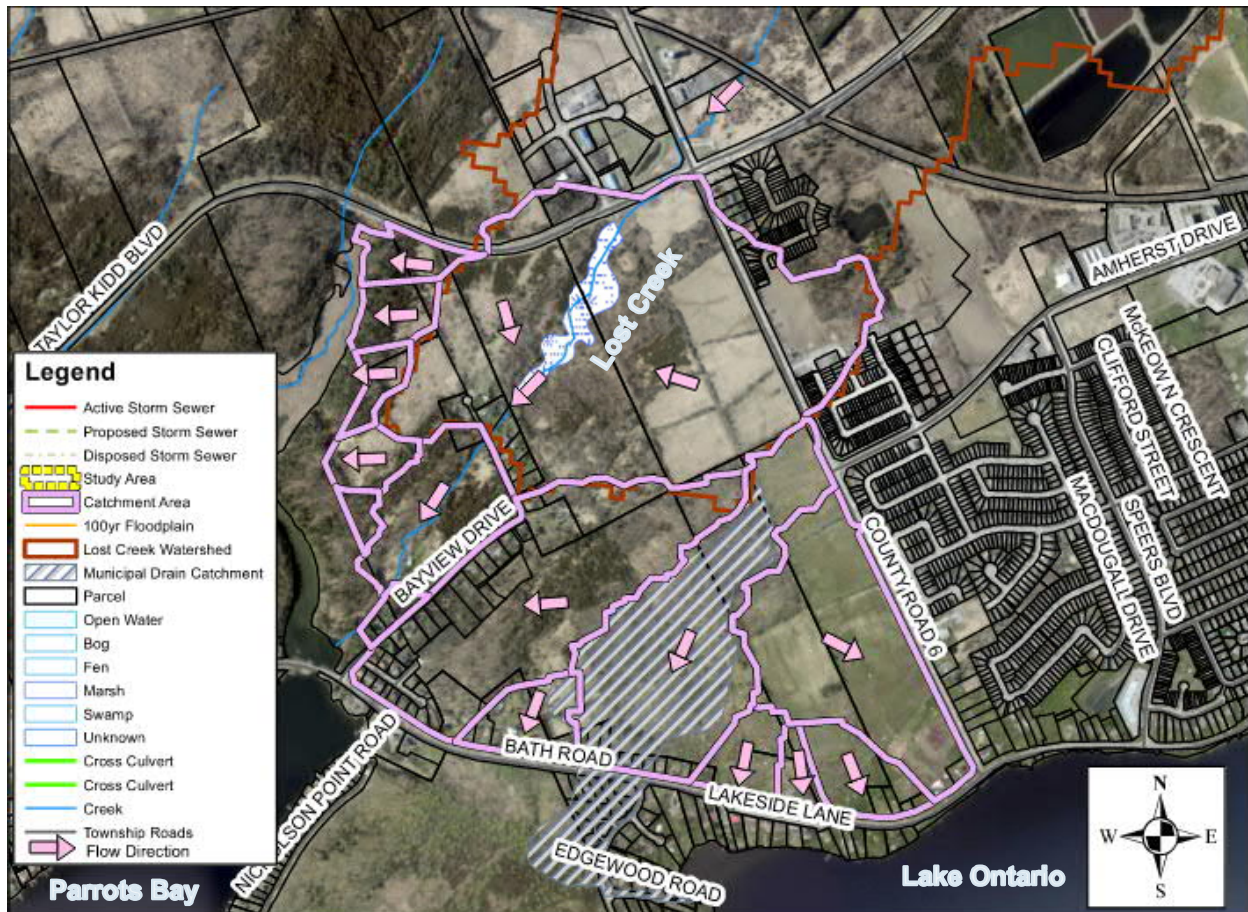 TAYLOR KIDD BLVD
Lost Creek
AMHERST DRIVE
McKEOWN CRESCENT
CLIFFORD STREET
SPEERS BLVD
MACDOUGALL DRIVE
COUNTY ROAD 6
BAYVIEW DRIVE
BATH ROAD
LAKESIDE LANE
NICHOLSON POINT ROAD
EDGEWOOD ROAD
Parrots Bay
Lake Ontario
Legend
Active Storm Sewer
Proposed Storm Sewer
Disposed Storm Sewer
Study Area
Catchment Area
100yr Floodplain
Lost Creek Watershed
Municipal Drain Catchment
Parcel
Open Water
Bog
Fen
Marsh
Swamp
Unknown
Cross Culvert
Cross Culvert
Creek
Township Roads
Flow Direction
N
W E
S